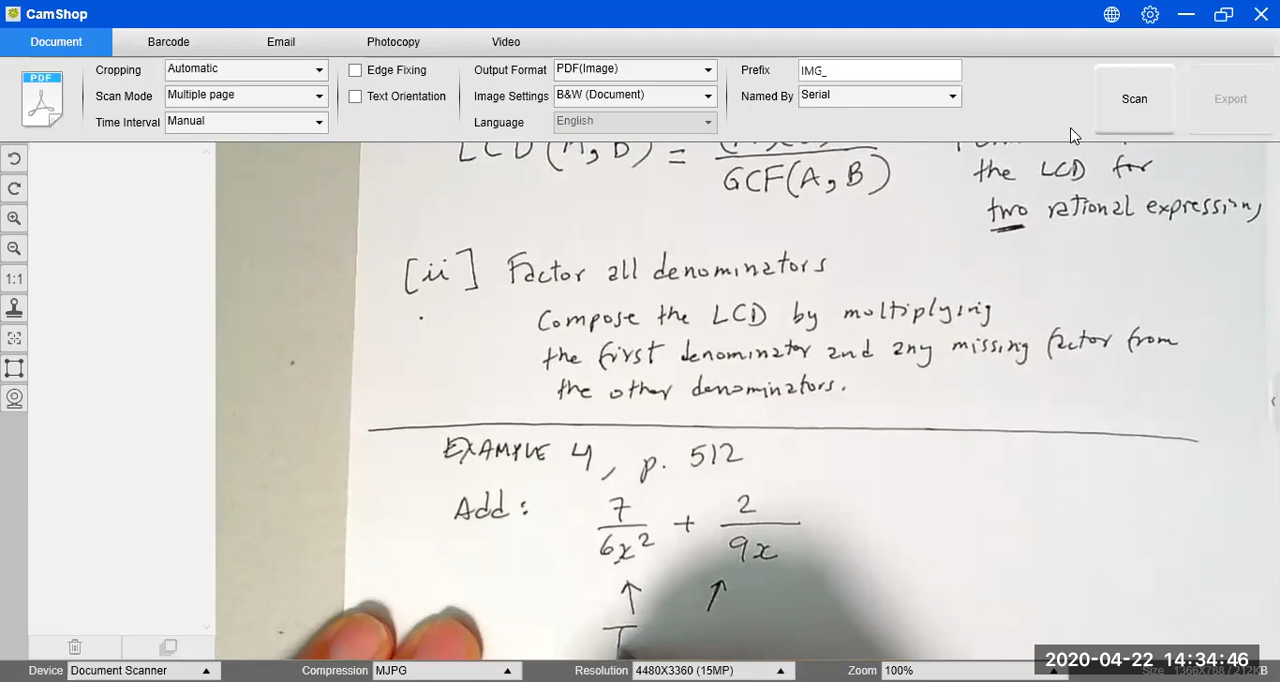 CamShop
Document Barcode Email Photocopy Video
PDF
Cropping Automatic
Scan Mode Multiple page
Time Interval Manual
Edge Fixing
Text Orientation
Output Format PDF(Image)
Image Settings B&W (Document)
Language English
Prefix IMG_
Named By Serial
Scan
Export
1:1
LCD(A,B) =
GCF(A,B)
the LCD for
two rational expressions
[ii] Factor all denominators
Compose the LCD by multiplysing
the first denominator and any missing factor from
the other denominators.
EXAMPLE 4, p. 512
Add: 7/6x² + 2/9x
↑ ↑
Device Document Scanner Compression MJPG Resolution 4480X3360 (15MP) Zoom 100%
2020-04-22 14:34:46